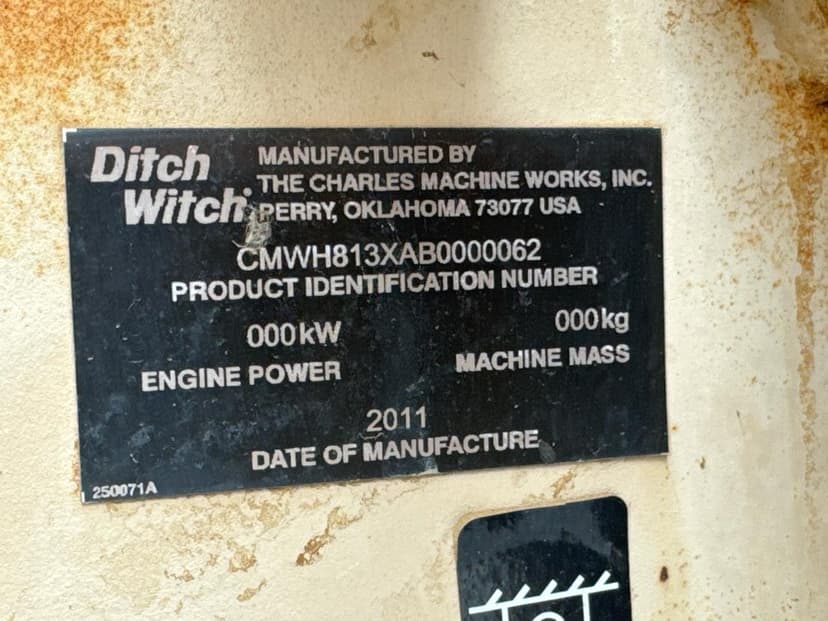 Ditch Witch®
MANUFACTURED BY
THE CHARLES MACHINE WORKS, INC.
PERRY, OKLAHOMA 73077 USA
CMWH813XAB0000062
PRODUCT IDENTIFICATION NUMBER
000kW
ENGINE POWER
000kg
MACHINE MASS
2011
DATE OF MANUFACTURE
250071A